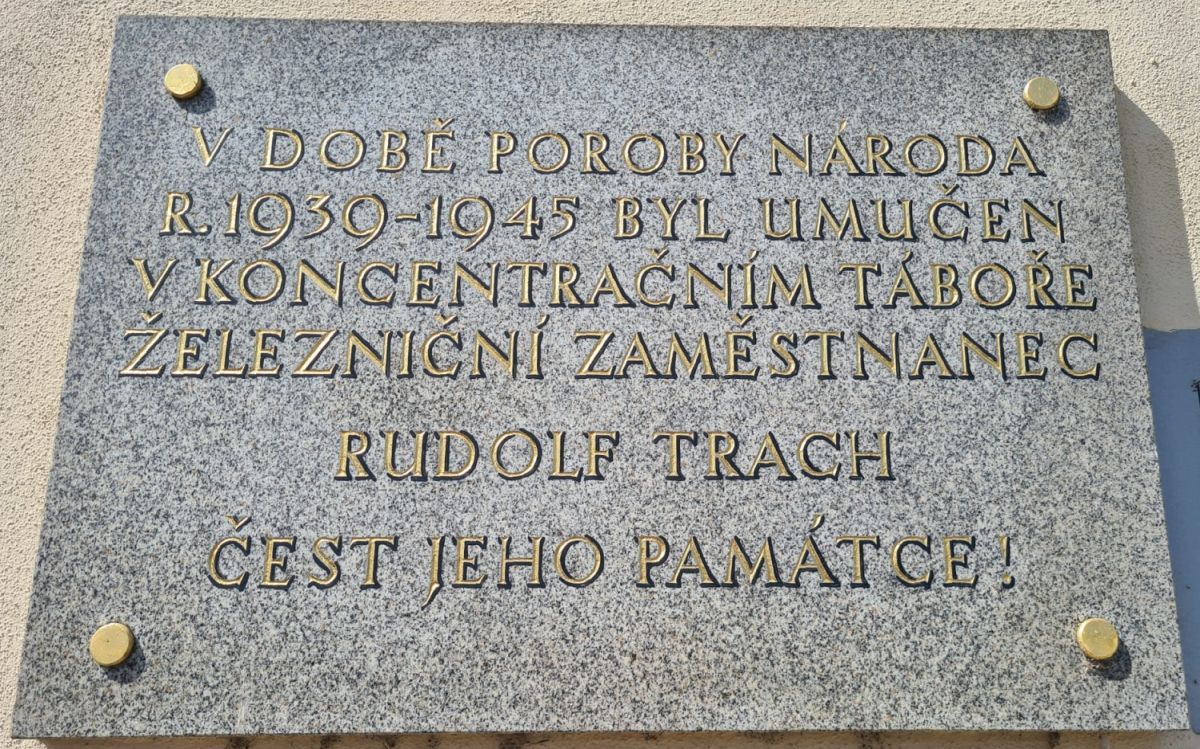 V DOBĚ POROBY NÁRODA
R. 1939-1945 BYL UMUČEN
V KONCENTRAČNÍM TÁBOŘE
ŽELEZNIČNÍ ZAMĚSTNANEC
RUDOLF TRACH
ČEST JEHO PAMÁTCE!